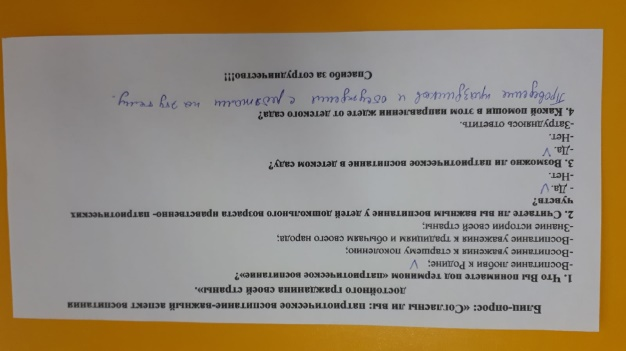 Блиц-опрос: «Согласны ли вы: патриотическое воспитание-важный аспект воспитания
достойного гражданина своей страны».
1. Что Вы понимаете под термином «патриотическое воспитание»?
-Воспитание любви к Родине; V
-Воспитание уважения к старшему поколению;
-Воспитание уважения к традициям и обычаям своего народа;
-Знание истории своей страны;
2. Считаете ли вы важным воспитание у детей дошкольного возраста нравственно- патриотических
чувств?
- Да. V
-Нет.
3. Возможно ли патриотическое воспитание в детском саду?
-Да. V
-Нет.
-Затрудняюсь ответить.
4. Какой помощи в этом направлении ждете от детского сада?
Проведение праздников и обсуждения с ребятами на эту тему.
Спасибо за сотрудничество!!!